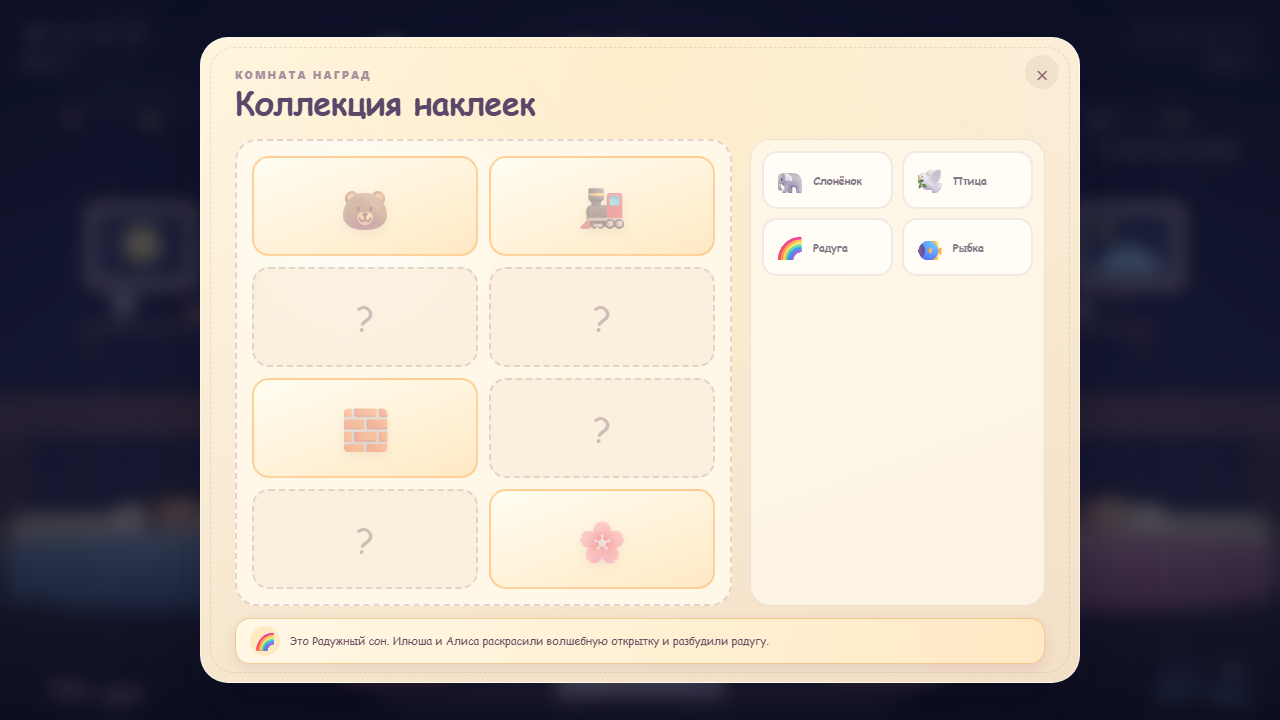 КОМНАТА НАГРАД
Коллекция наклеек
×
Слонёнок
Птица
Радуга
Рыбка
?
?
?
?
Это Радужный сон. Илюша и Алиса раскрасили волшебную открытку и разбудили радугу.